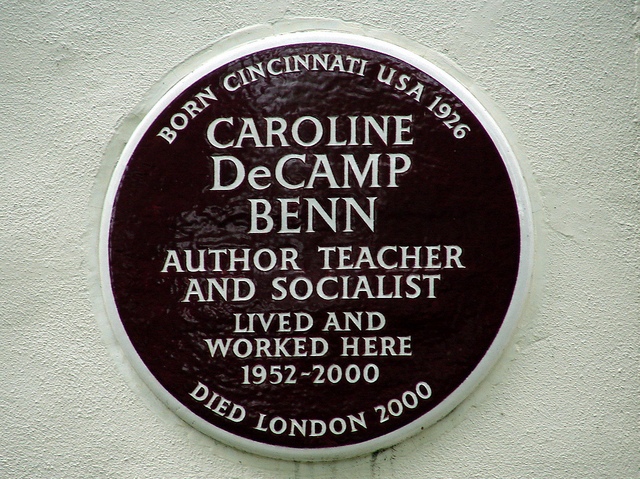 BORN CINCINNATI USA 1926
CAROLINE
DeCAMP
BENN
AUTHOR TEACHER
AND SOCIALIST
LIVED AND
WORKED HERE
1952-2000
DIED LONDON 2000